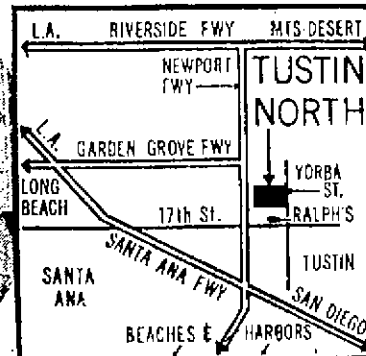 L.A. RIVERSIDE FWY MTS-DESERT
NEWPORT FWY
TUSTIN NORTH
L.A.
GARDEN GROVE FWY
LONG BEACH
YORBA ST.
17th St.
RALPH'S
SANTA ANA FWY
SANTA ANA
TUSTIN
SAN DIEGO
BEACHES & HARBORS